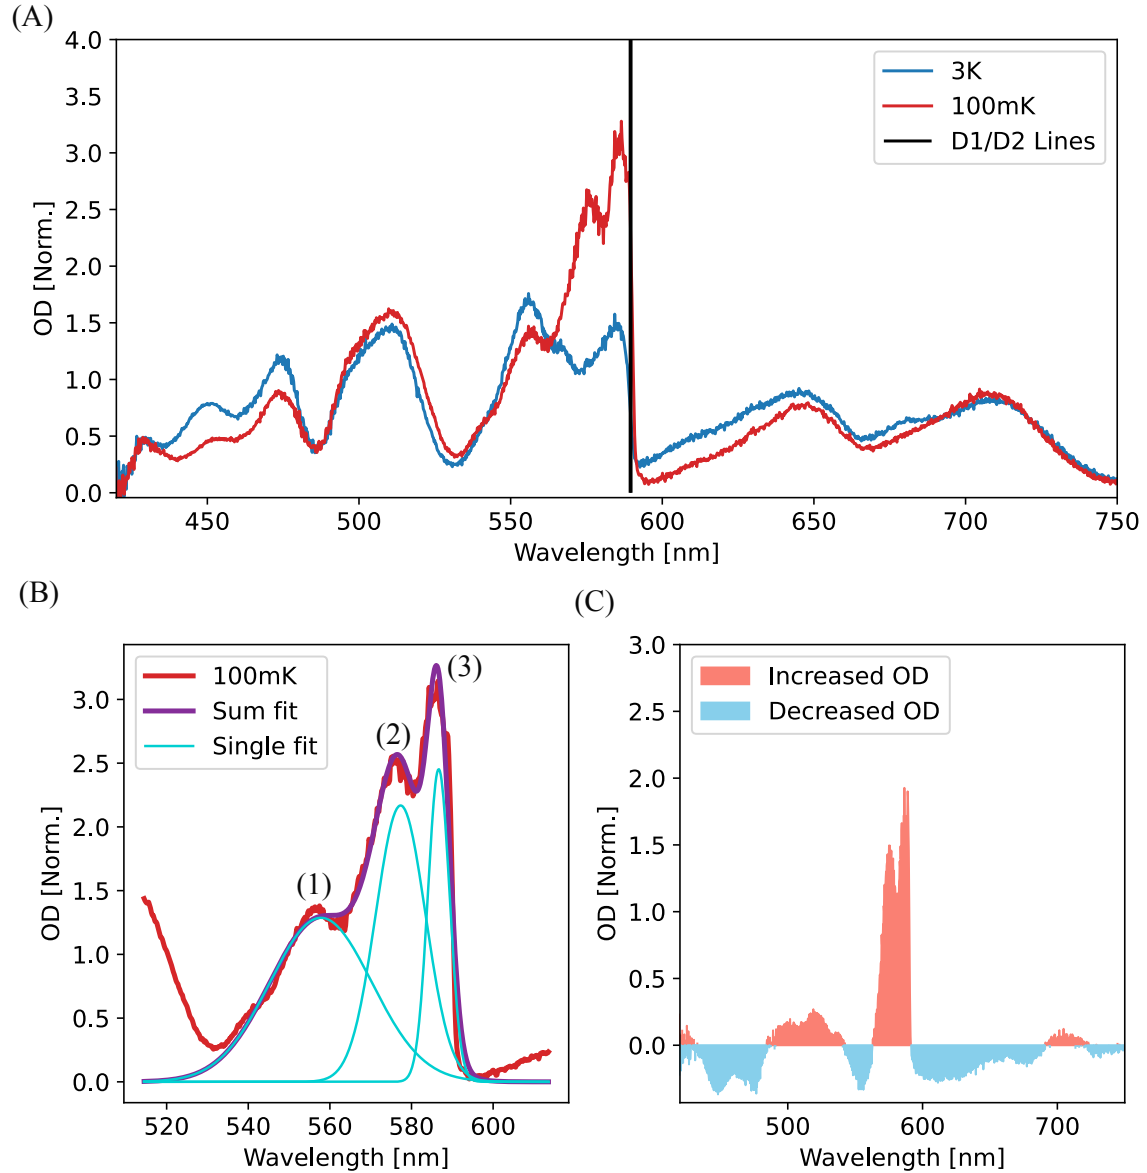 (A)
4.0
3.5
3.0
2.5
2.0
1.5
1.0
0.5
0.0
OD [Norm.]
3K
100mK
D1/D2 Lines
450 500 550 600 650 700 750
Wavelength [nm]
(B)
3.0
2.5
2.0
1.5
1.0
0.5
0.0
OD [Norm.]
100mK
Sum fit
Single fit
(1)
(2)
(3)
520 540 560 580 600
Wavelength [nm]
(C)
3.0
2.5
2.0
1.5
1.0
0.5
0.0
OD [Norm.]
Increased OD
Decreased OD
500 600 700
Wavelength [nm]